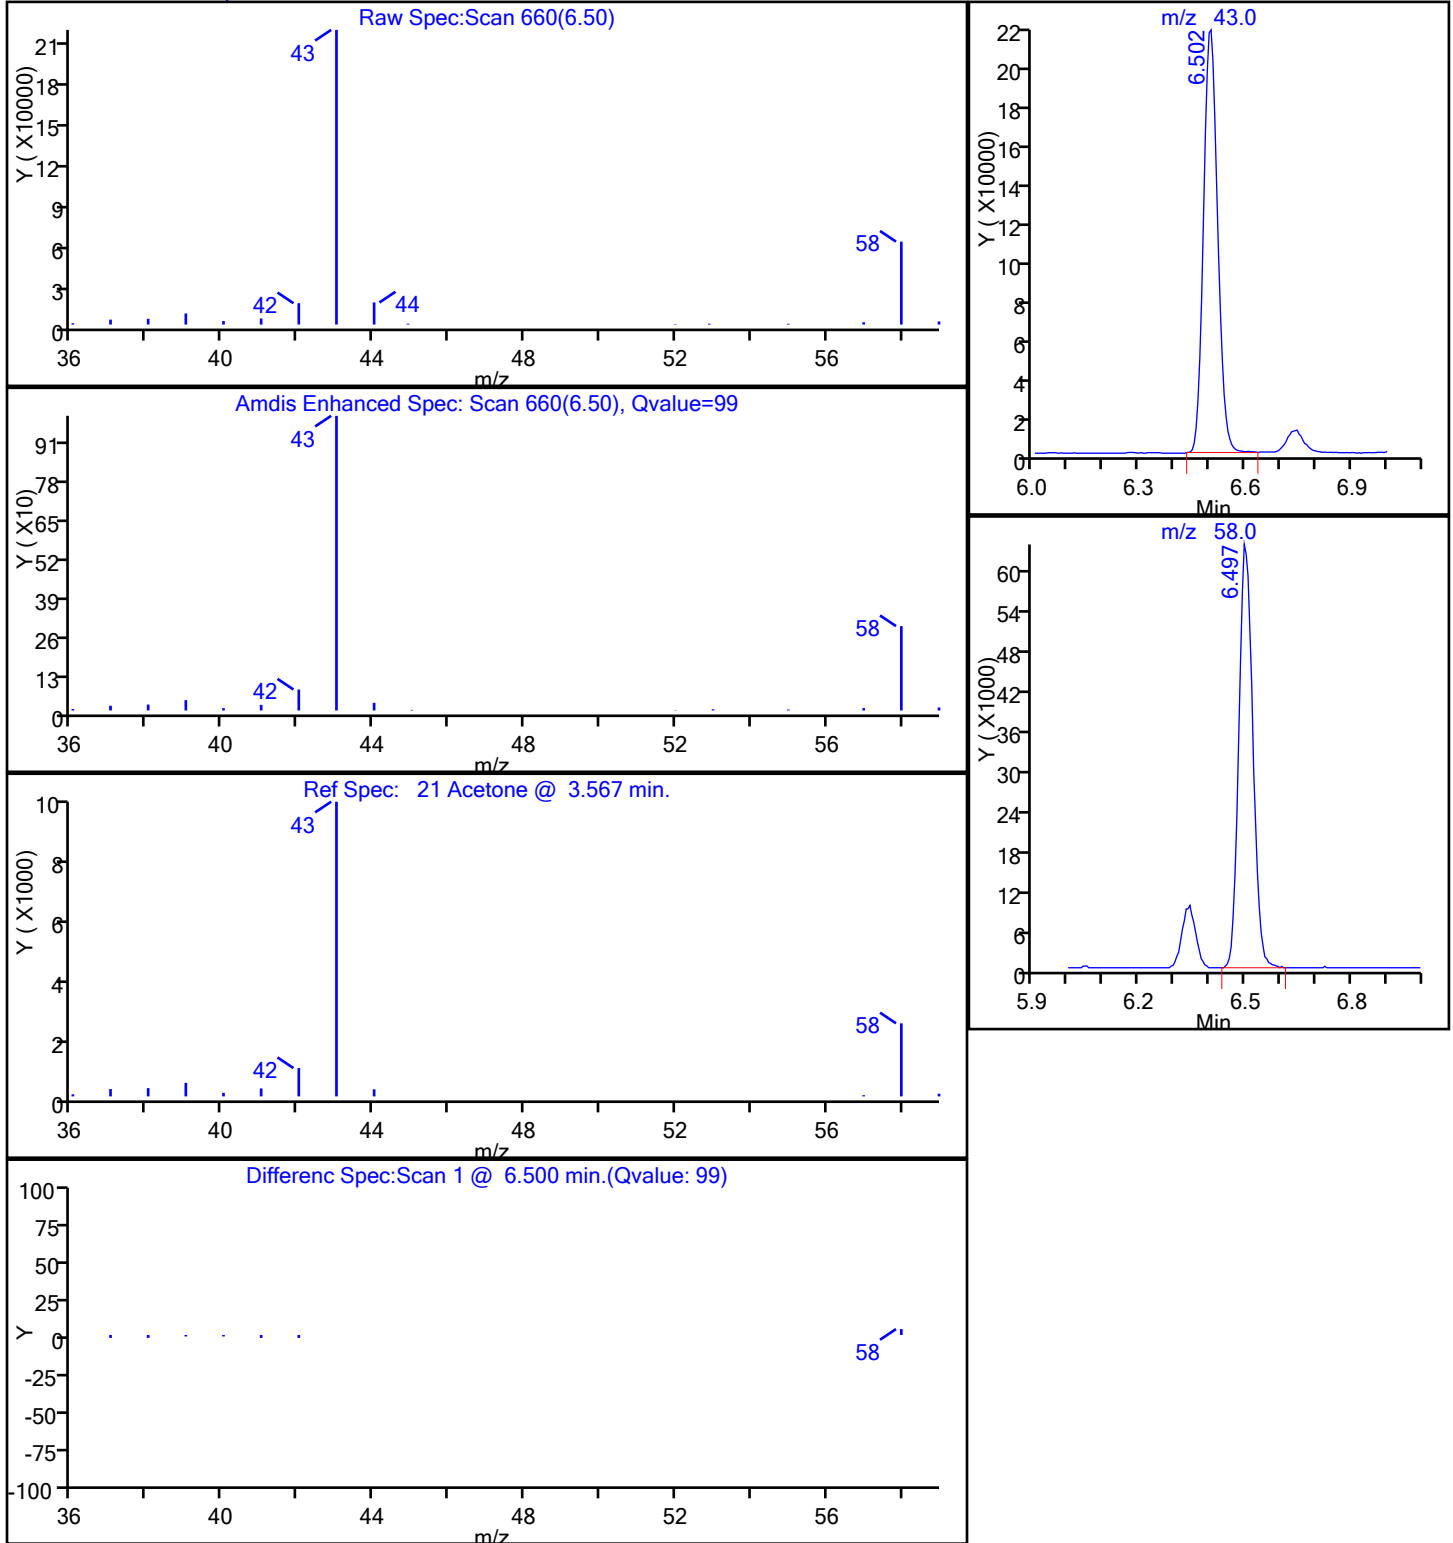 Raw Spec:Scan 660(6.50)
Y ( X10000)
21
18
15
12
9
6
3
0
43
42
44
58
36 40 44 48 52 56
m/z
Amdis Enhanced Spec: Scan 660(6.50), Qvalue=99
Y ( X10)
91
78
65
52
39
26
13
0
43
42
58
36 40 44 48 52 56
m/z
Ref Spec: 21 Acetone @ 3.567 min.
Y ( X1000)
10
8
6
4
2
0
43
42
58
36 40 44 48 52 56
m/z
Differenc Spec:Scan 1 @ 6.500 min.(Qvalue: 99)
Y
100
75
50
25
0
-25
-50
-75
-100
58
36 40 44 48 52 56
m/z
m/z 43.0
Y ( X10000)
22
20
18
16
14
12
10
8
6
4
2
0
6.502
6.0 6.3 6.6 6.9
Min
m/z 58.0
Y ( X1000)
60
54
48
42
36
30
24
18
12
6
0
6.497
5.9 6.2 6.5 6.8
Min